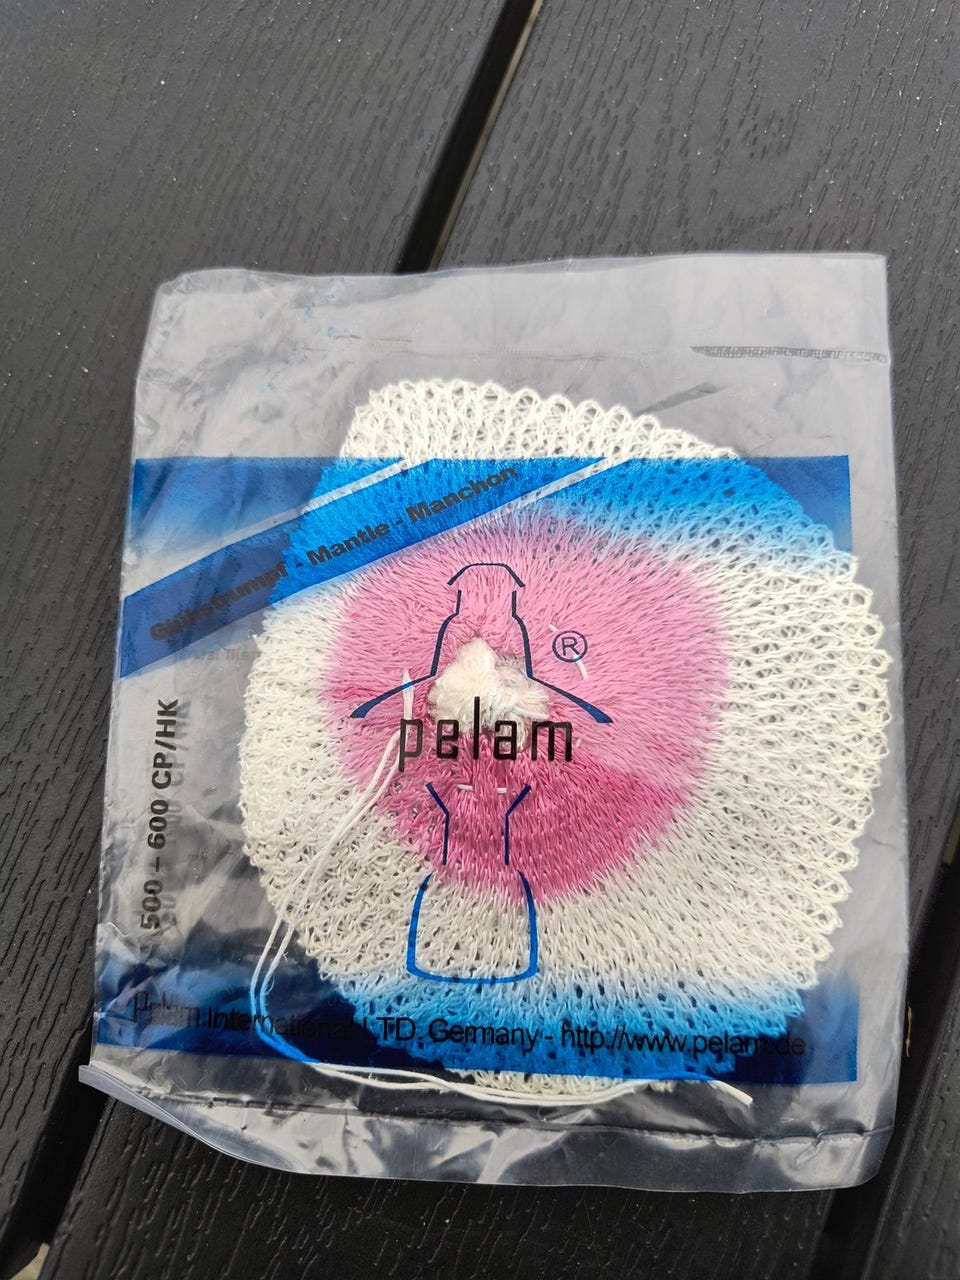 Glühstrumpf - Mantle - Manchon
®
pelam
500 - 600 CP/HK
pelam International LTD. Germany - http://www.pelam.de